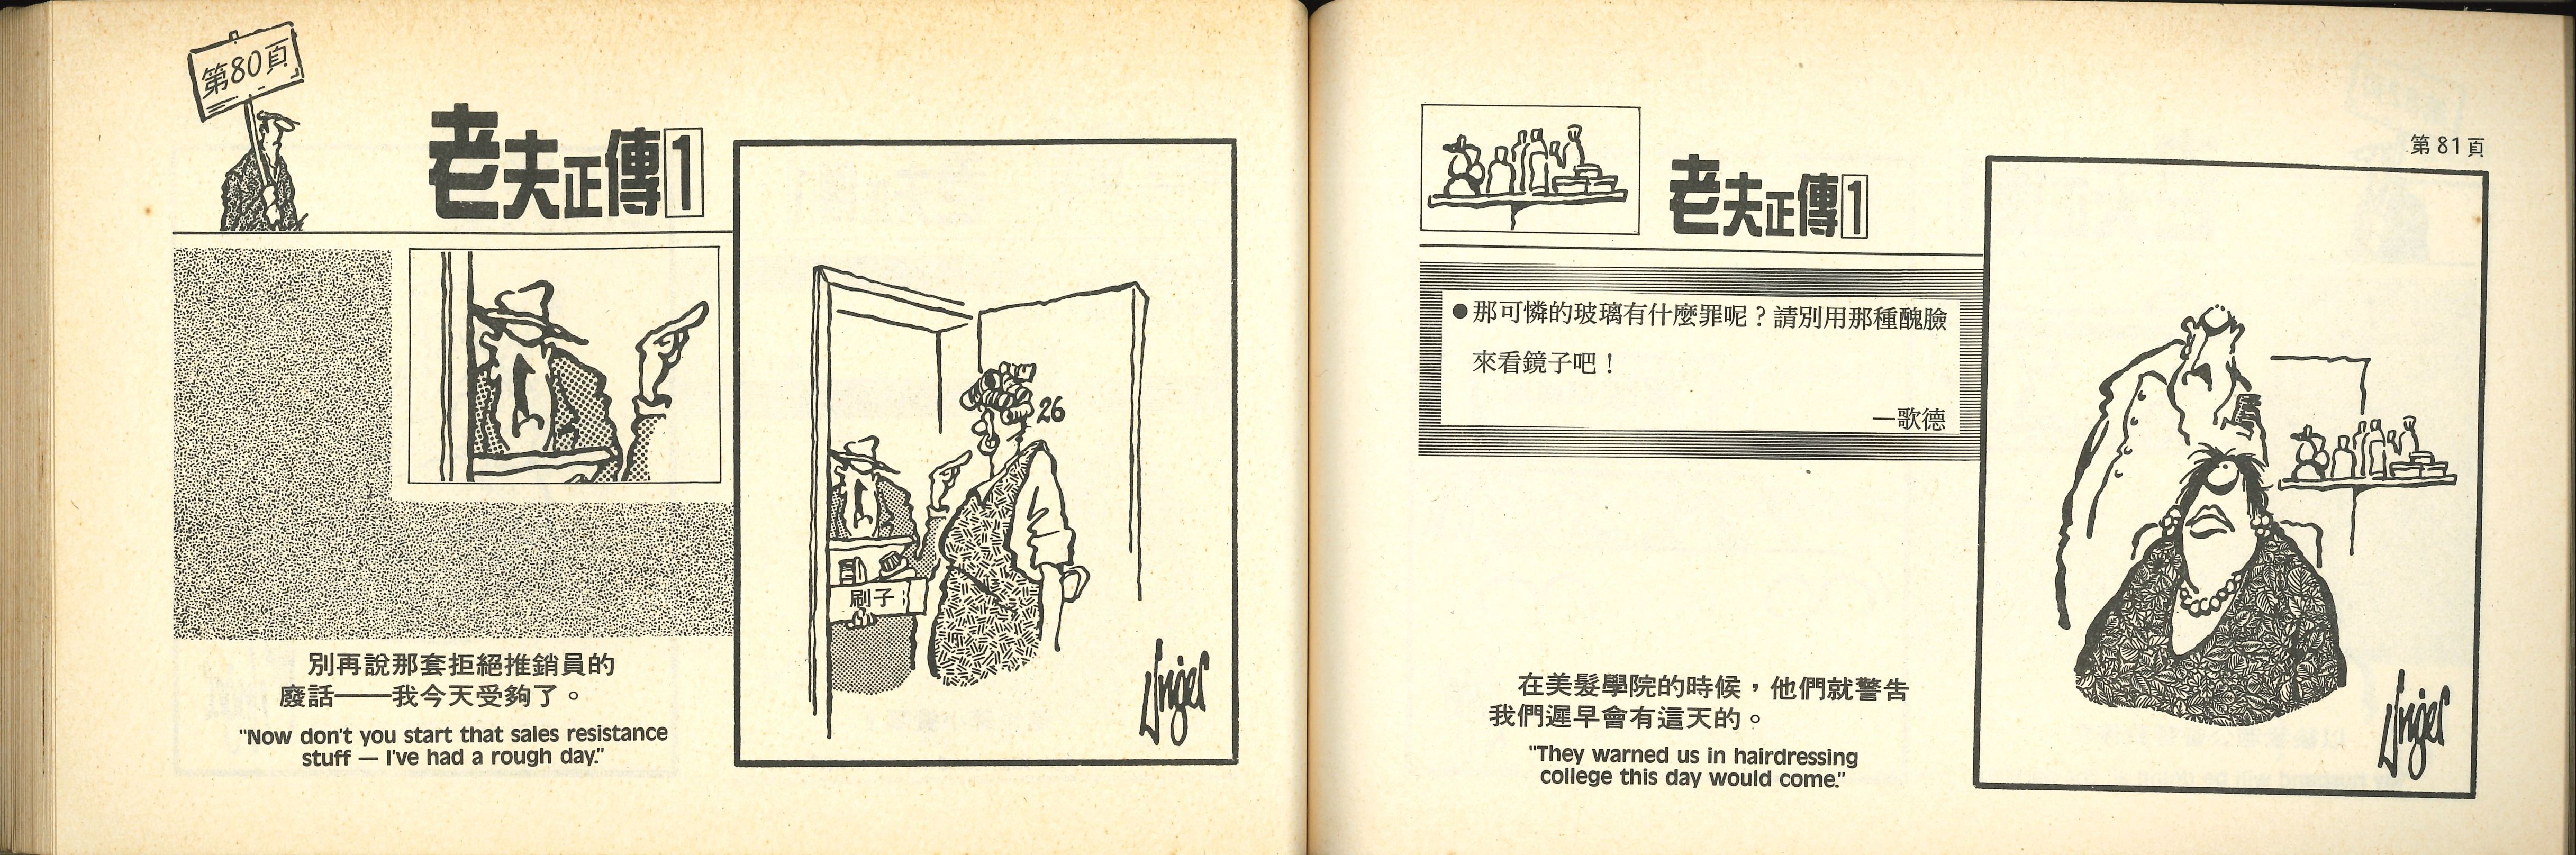 第80頁
老夫正傳1
26
刷子
Unger
別再說那套拒絕推銷員的
廢話——我今天受夠了。
"Now don't you start that sales resistance
stuff — I've had a rough day."
第81頁
老夫正傳1
●那可憐的玻璃有什麼罪呢？請別用那種醜臉
來看鏡子吧！
—歌德
Unger
在美髮學院的時候，他們就警告
我們遲早會有這天的。
"They warned us in hairdressing
college this day would come."